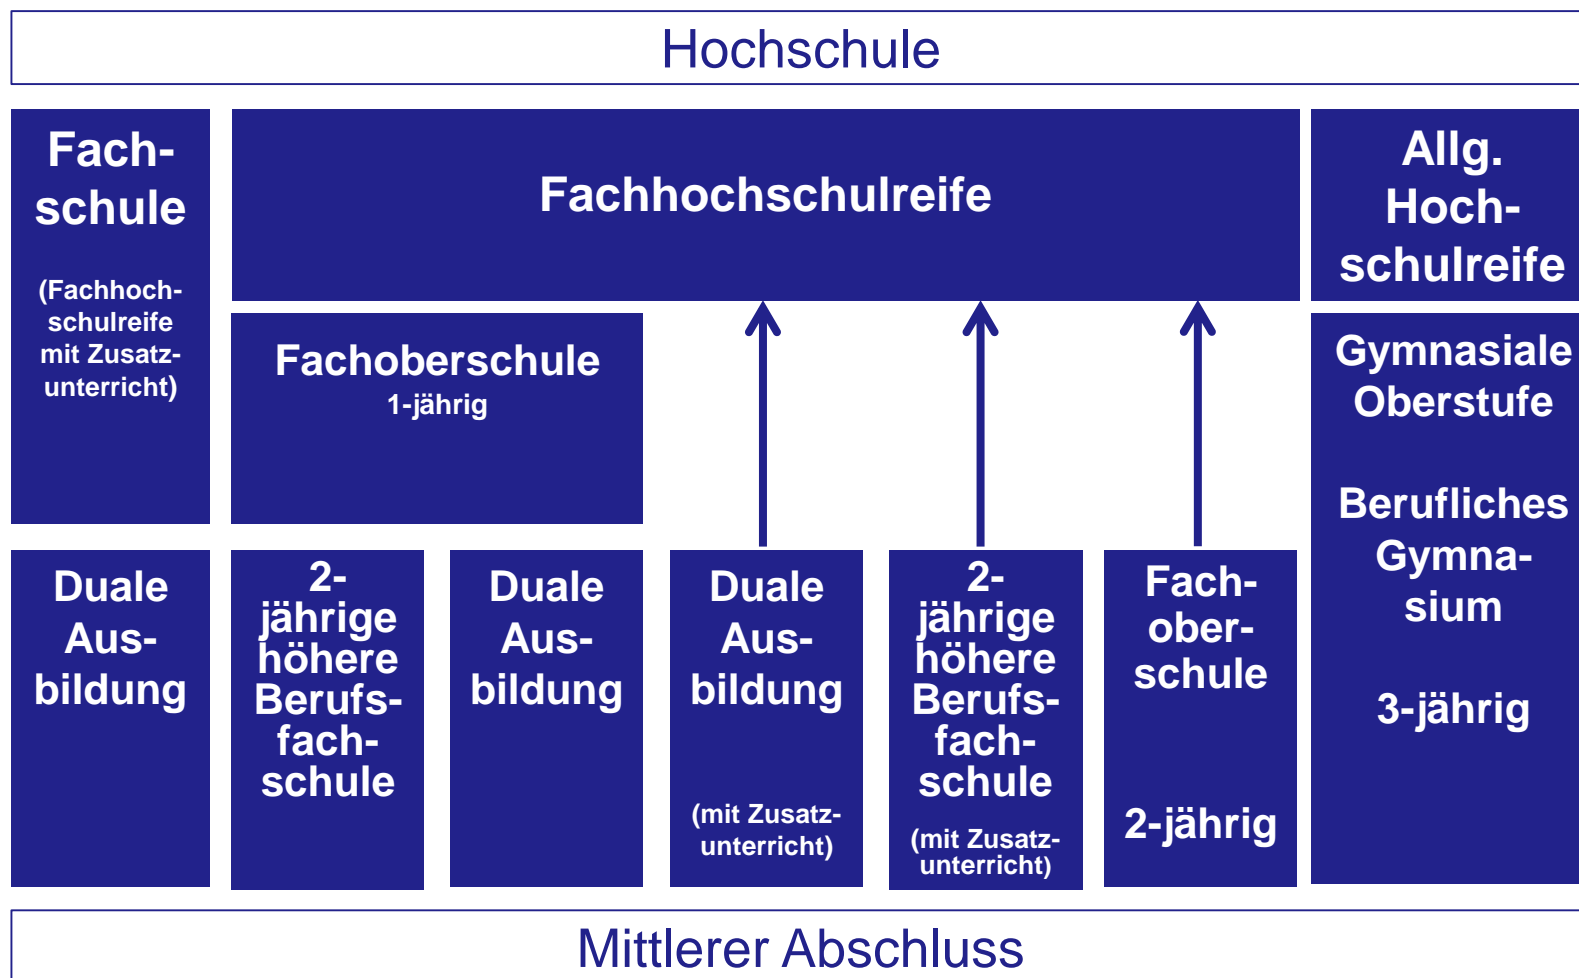 Hochschule
Fach-
schule
(Fachhoch-
schulreife
mit Zusatz-
unterricht)
Fachhochschulreife
Allg.
Hoch-
schulreife
Fachoberschule
1-jährig
Gymnasiale
Oberstufe
Berufliches
Gymna-
sium
3-jährig
Duale
Aus-
bildung
2-
jährige
höhere
Berufs-
fach-
schule
Duale
Aus-
bildung
Duale
Aus-
bildung
(mit Zusatz-
unterricht)
2-
jährige
höhere
Berufs-
fach-
schule
(mit Zusatz-
unterricht)
Fach-
ober-
schule
2-jährig
Mittlerer Abschluss